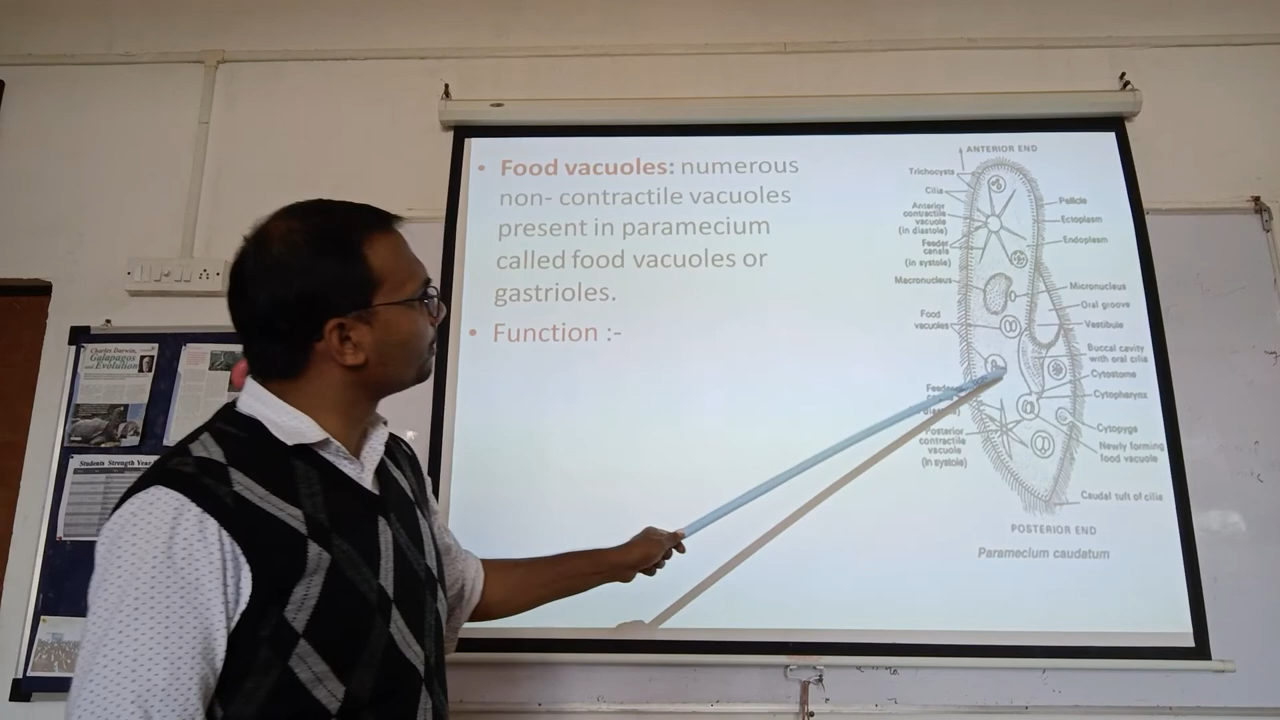 • Food vacuoles: numerous
non- contractile vacuoles
present in paramecium
called food vacuoles or
gastrioles.
• Function :-
ANTERIOR END
Trichocysts
Cilia
Anterior
contractile
vacuole
(in diastole)
Feeder
canals
(in systole)
Macronucleus
Food
vacuoles
Posterior
contractile
vacuole
(in systole)
Pellicle
Ectoplasm
Endoplasm
Micronucleus
Oral groove
Vestibule
Buccal cavity
with oral cilia
Cytostome
Cytopharynx
Cytopyge
Newly forming
food vacuole
Caudal tuft of cilia
POSTERIOR END
Paramecium caudatum
Charles Darwin,
Galapagos
and Evolution
Students Strength Year